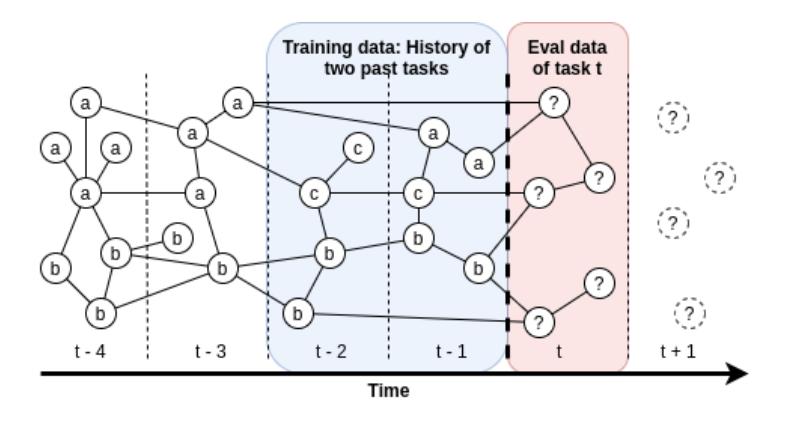 Training data: History of
two past tasks
Eval data
of task t
a
a
?
?
a
a
a
a
c
a
?
?
a
a
c
c
?
b
b
b
b
?
b
b
b
?
b
b
?
?
t - 4
t - 3
t - 2
t - 1
t
t + 1
Time